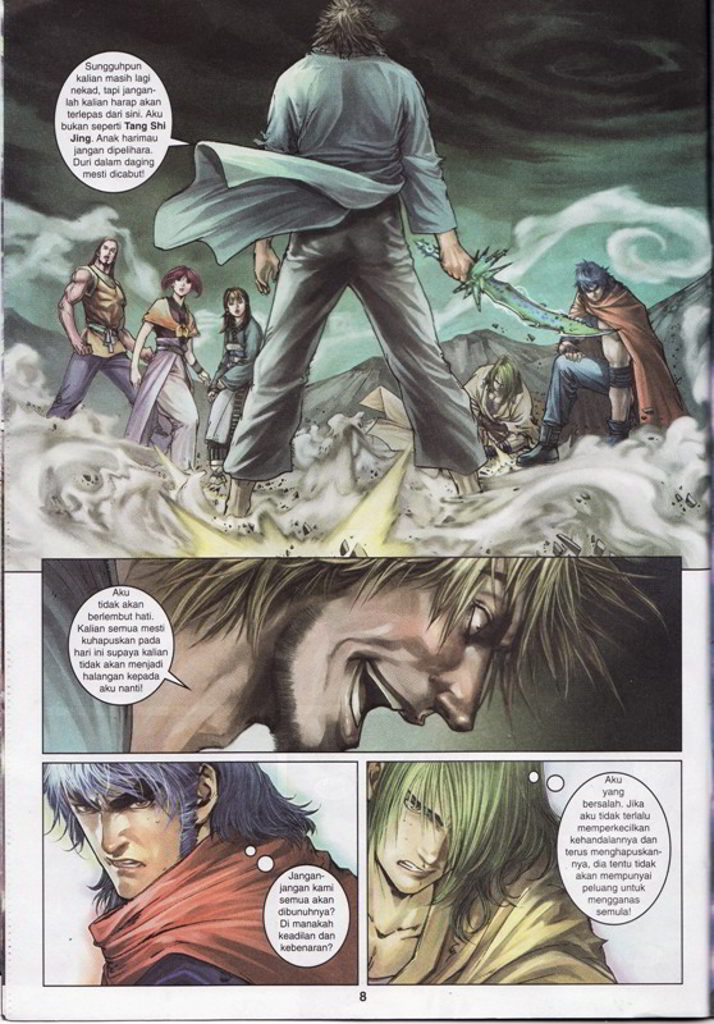 Sungguhpun
kalian masih lagi
nekad, tapi jangan-
lah kalian harap akan
terlepas dari sini. Aku
bukan seperti Tang Shi
Jing. Anak harimau
jangan dipelihara.
Duri dalam daging
mesti dicabut!
Aku
tidak akan
berlembut hati.
Kalian semua mesti
kuhapuskan pada
hari ini supaya kalian
tidak akan menjadi
halangan kepada
aku nanti!
Jangan-
jangan kami
semua akan
dibunuhnya?
Di manakah
keadilan dan
kebenaran?
Aku
yang
bersalah. Jika
aku tidak terlalu
memperkecilkan
kehandalannya dan
terus menghapuskan-
nya, dia tentu tidak
akan mempunyai
peluang untuk
mengganas
semula!
8